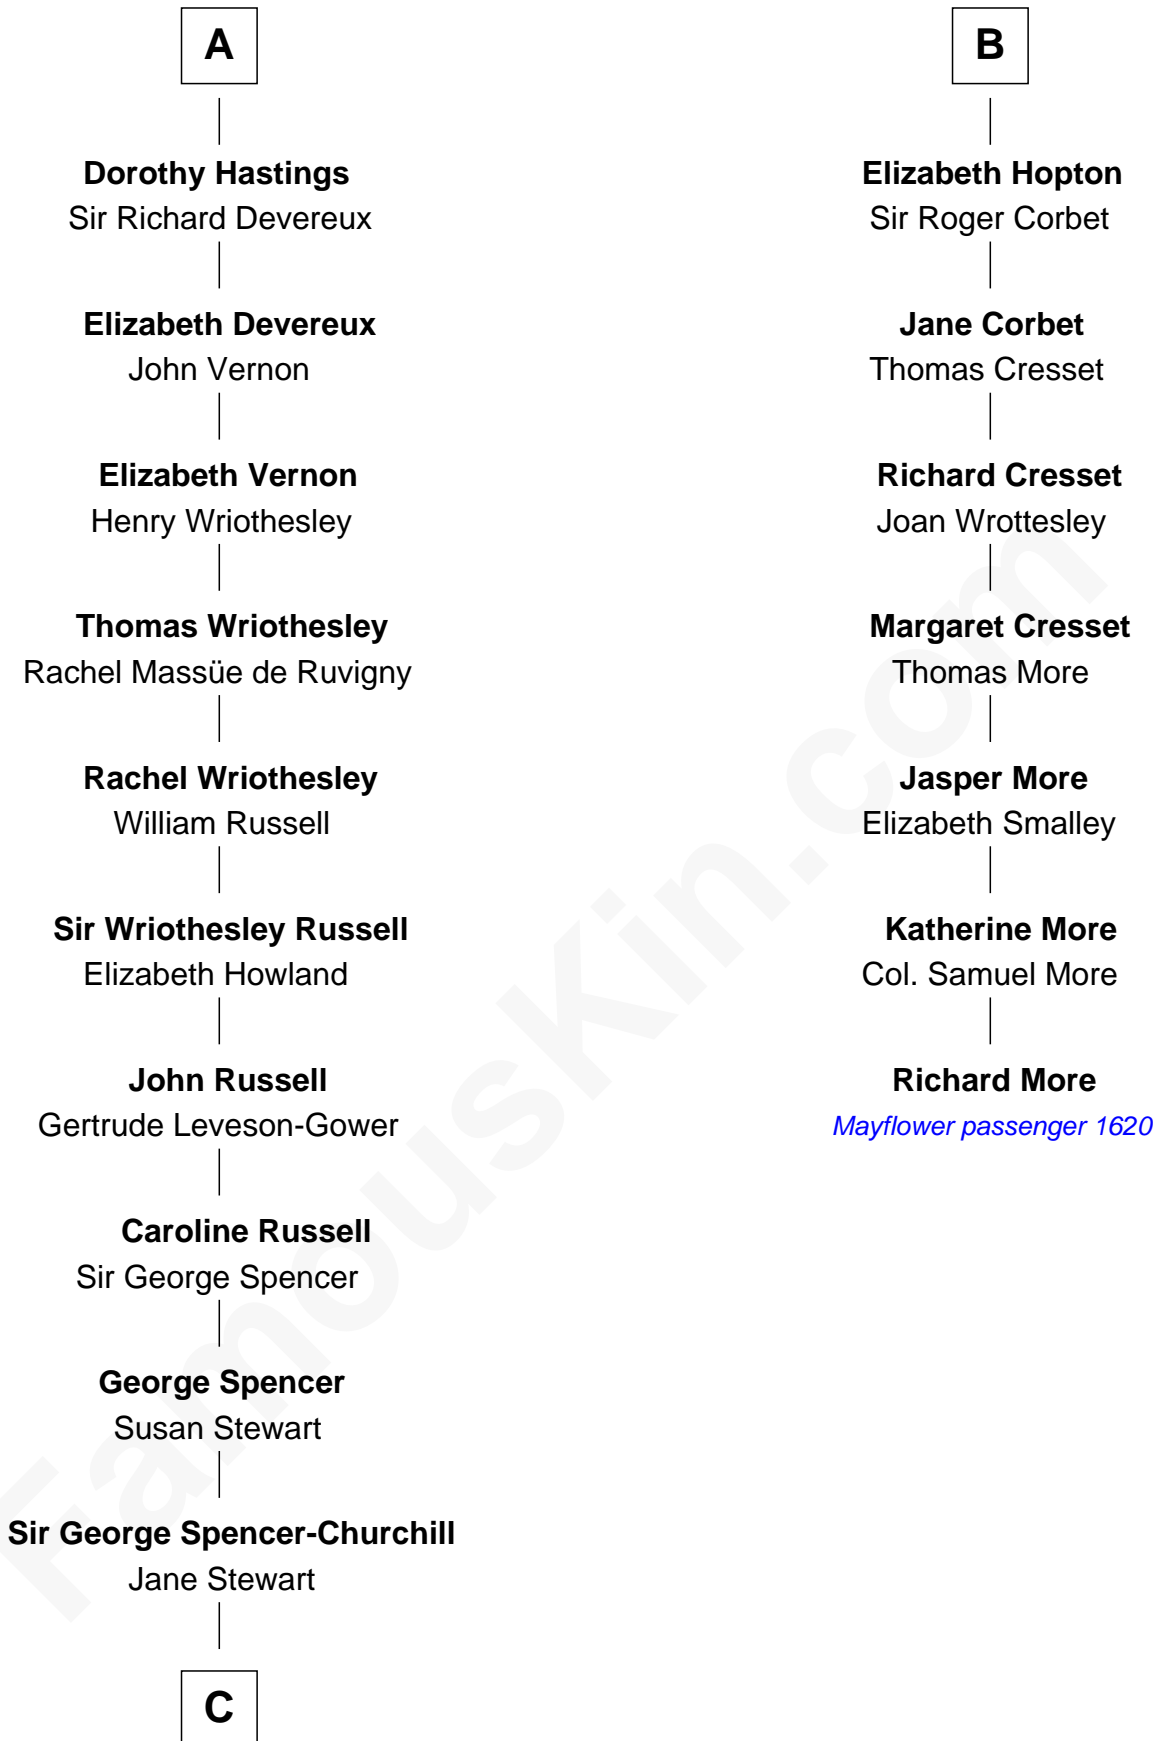 A
Dorothy Hastings
Sir Richard Devereux
Elizabeth Devereux
John Vernon
Elizabeth Vernon
Henry Wriothesley
Thomas Wriothesley
Rachel Massüe de Ruvigny
Rachel Wriothesley
William Russell
Sir Wriothesley Russell
Elizabeth Howland
John Russell
Gertrude Leveson-Gower
Caroline Russell
Sir George Spencer
George Spencer
Susan Stewart
Sir George Spencer-Churchill
Jane Stewart
C
B
Elizabeth Hopton
Sir Roger Corbet
Jane Corbet
Thomas Cresset
Richard Cresset
Joan Wrottesley
Margaret Cresset
Thomas More
Jasper More
Elizabeth Smalley
Katherine More
Col. Samuel More
Richard More
Mayflower passenger 1620
FamousKin.com